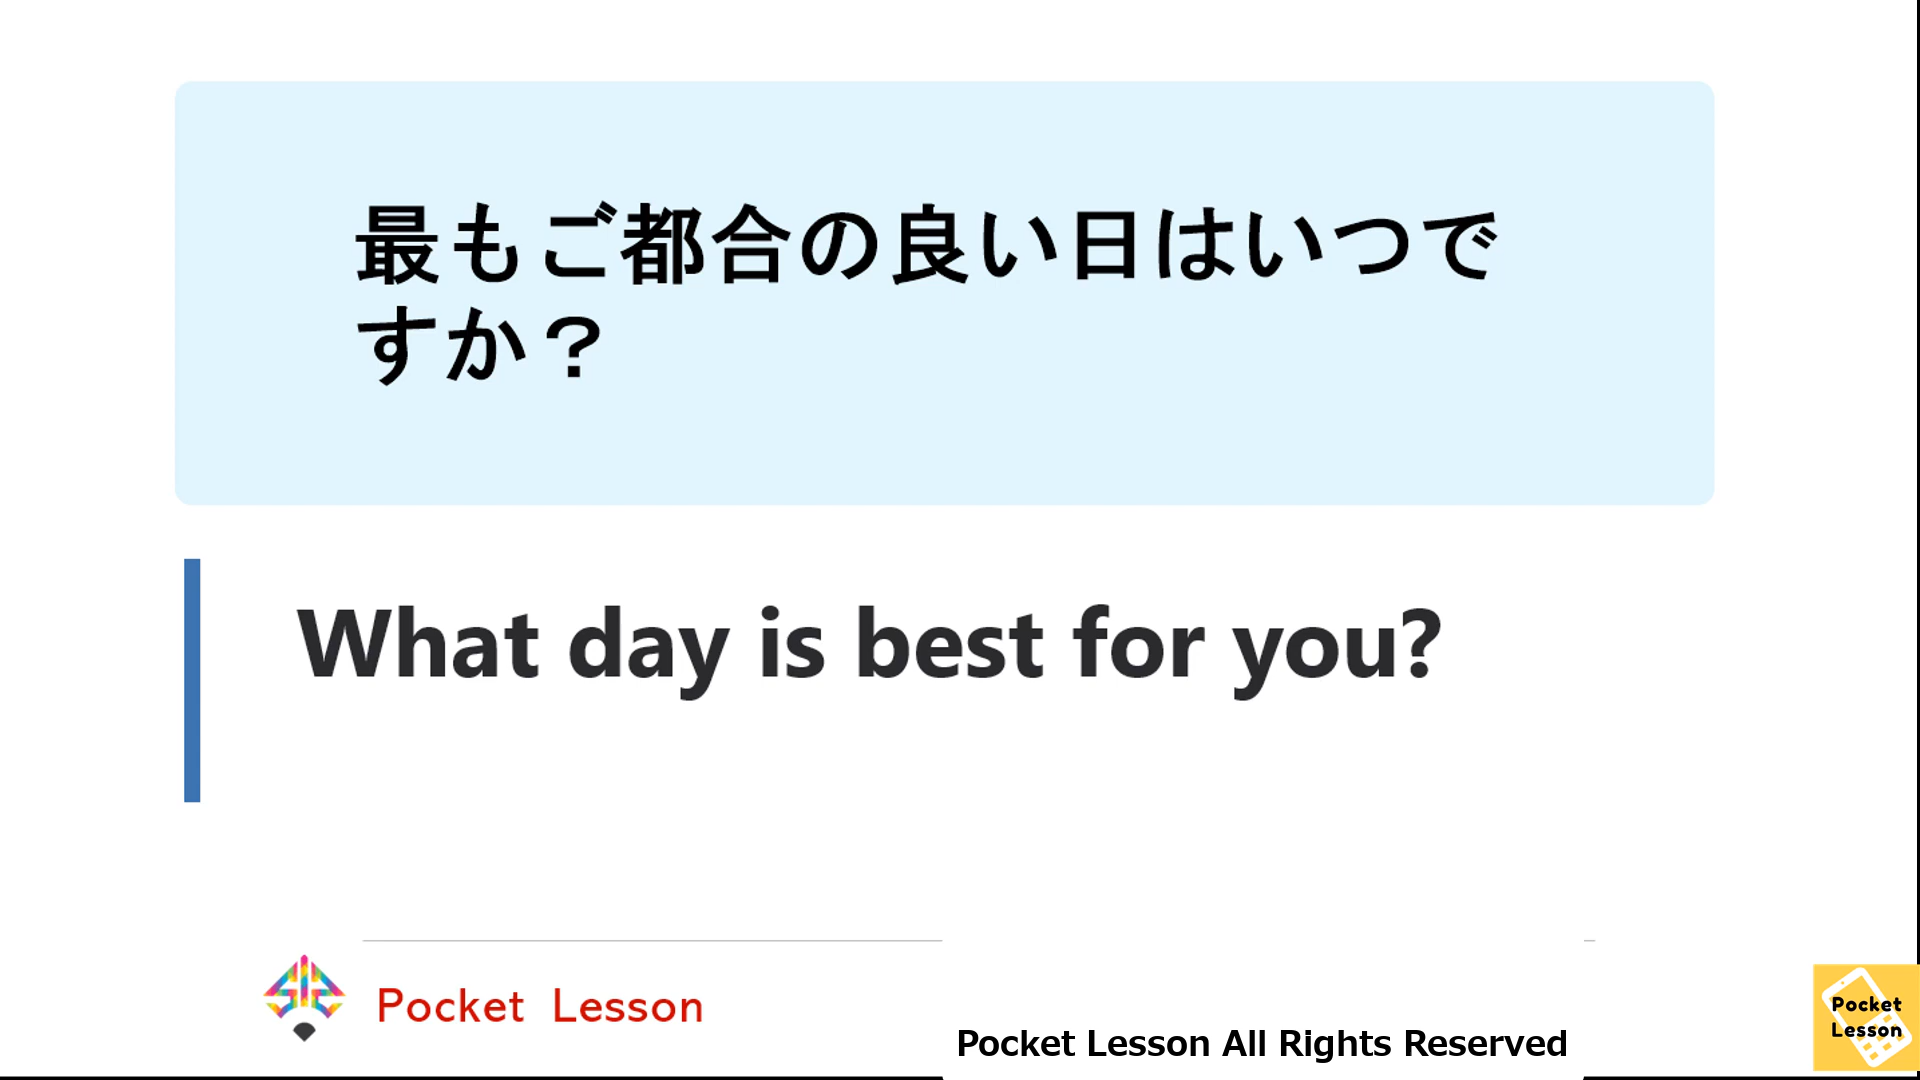 最もご都合の良い日はいつで
すか？
What day is best for you?
Pocket Lesson
Pocket Lesson All Rights Reserved
Pocket
Lesson